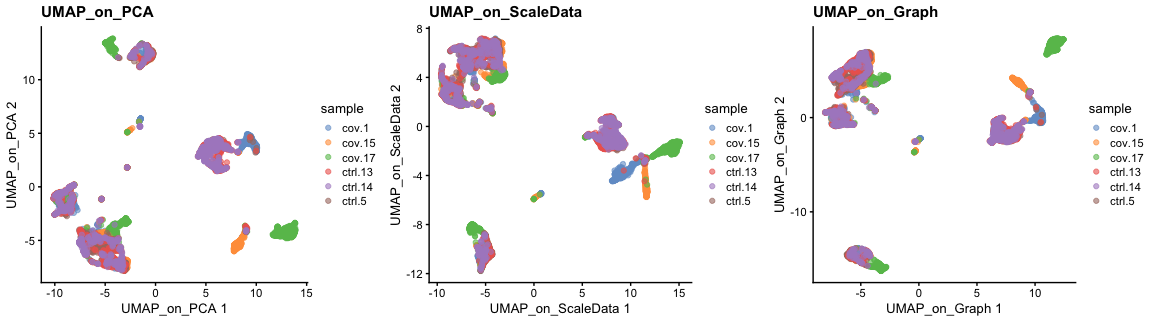 UMAP_on_PCA
UMAP_on_PCA 2
10
5
0
-5
-10
-5
0
5
10
15
UMAP_on_PCA 1
sample
cov.1
cov.15
cov.17
ctrl.13
ctrl.14
ctrl.5
UMAP_on_ScaleData
UMAP_on_ScaleData 2
8
4
0
-4
-8
-12
-10
-5
0
5
10
15
UMAP_on_ScaleData 1
sample
cov.1
cov.15
cov.17
ctrl.13
ctrl.14
ctrl.5
UMAP_on_Graph
UMAP_on_Graph 2
0
-10
-5
0
5
10
UMAP_on_Graph 1
sample
cov.1
cov.15
cov.17
ctrl.13
ctrl.14
ctrl.5